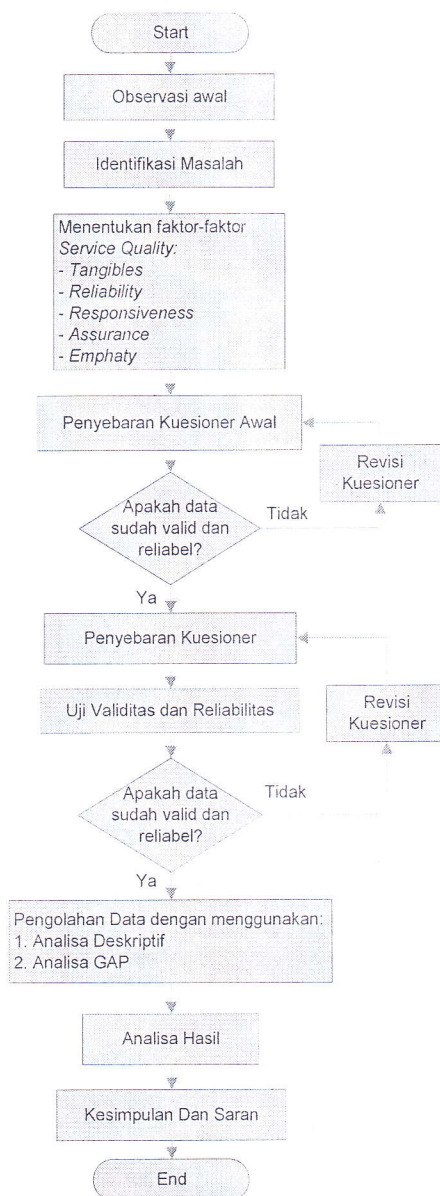 Start
Observasi awal
Identifikasi Masalah
Menentukan faktor-faktor
Service Quality:
- Tangibles
- Reliability
- Responsiveness
- Assurance
- Emphaty
Penyebaran Kuesioner Awal
Revisi
Kuesioner
Apakah data
sudah valid dan
reliabel?
Tidak
Ya
Penyebaran Kuesioner
Uji Validitas dan Reliabilitas
Revisi
Kuesioner
Apakah data
sudah valid dan
reliabel?
Tidak
Ya
Pengolahan Data dengan menggunakan:
1. Analisa Deskriptif
2. Analisa GAP
Analisa Hasil
Kesimpulan Dan Saran
End